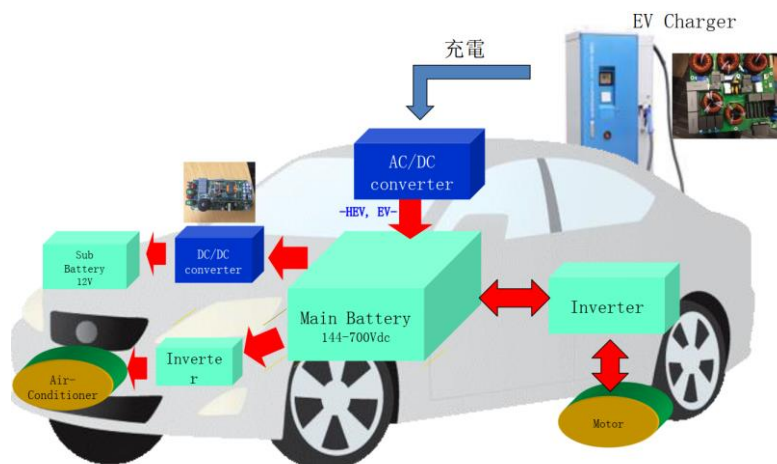 EV Charger
充電
AC/DC
converter
-HEV, EV-
Sub
Battery
12V
DC/DC
converter
Main Battery
144-700Vdc
Inverter
Inverte
r
Air-
Conditioner
Motor